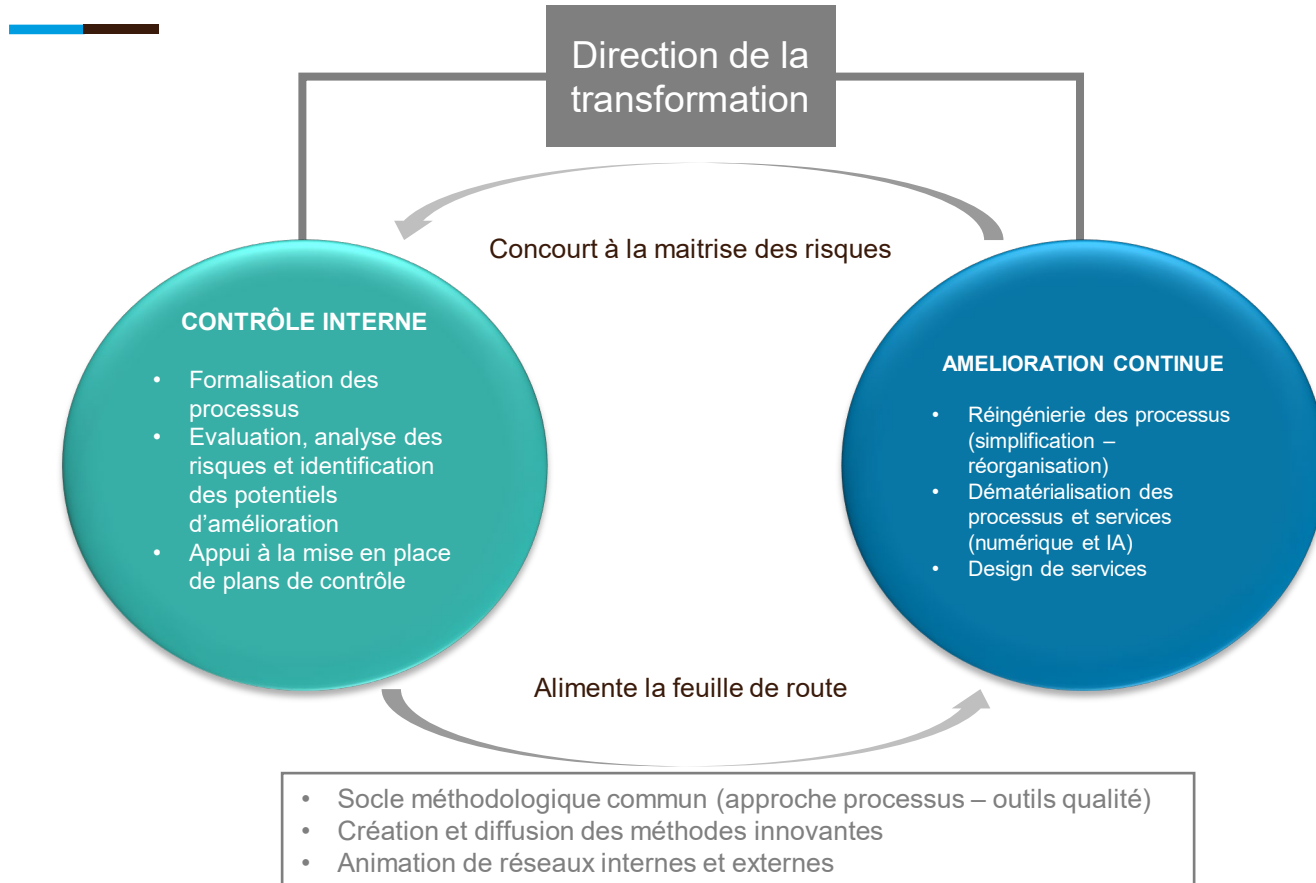 Direction de la
transformation
Concourt à la maitrise des risques
CONTRÔLE INTERNE
• Formalisation des
processus
• Evaluation, analyse des
risques et identification
des potentiels
d’amélioration
• Appui à la mise en place
de plans de contrôle
AMELIORATION CONTINUE
• Réingénierie des processus
(simplification –
réorganisation)
• Dématérialisation des
processus et services
(numérique et IA)
• Design de services
Alimente la feuille de route
• Socle méthodologique commun (approche processus – outils qualité)
• Création et diffusion des méthodes innovantes
• Animation de réseaux internes et externes